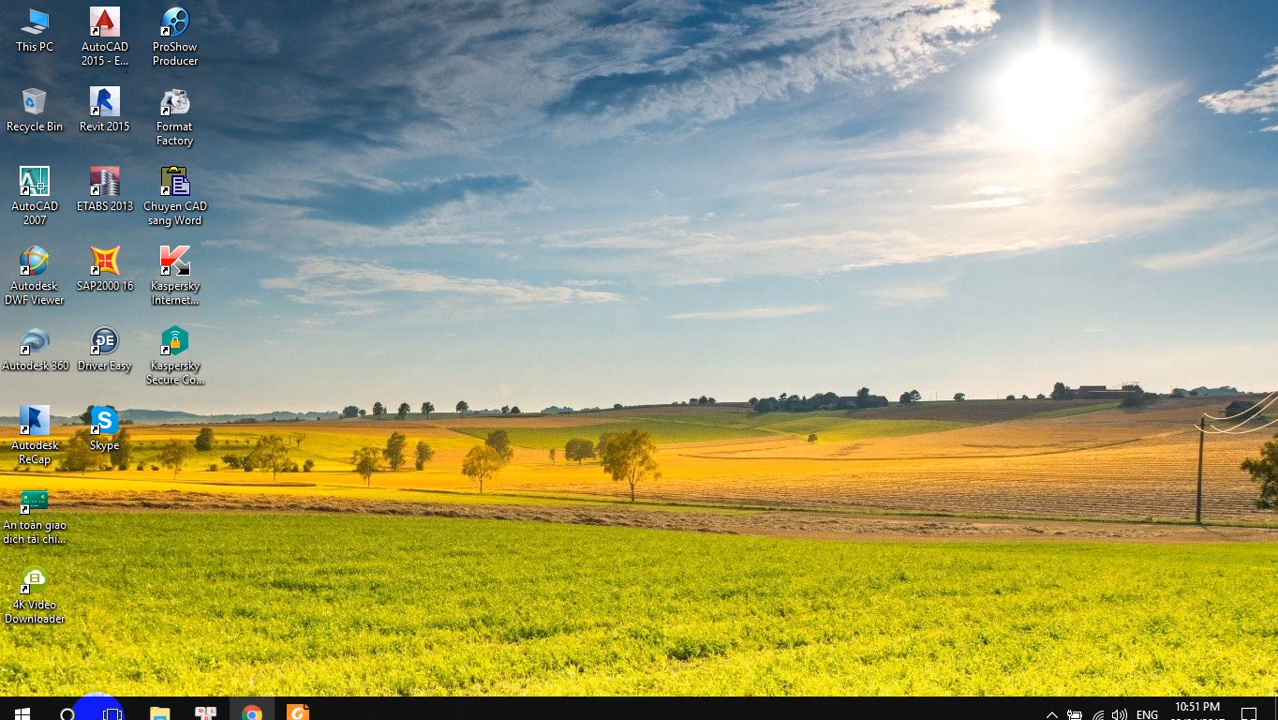 This PC
AutoCAD
2015 - E...
ProShow
Producer
Recycle Bin
Revit 2015
Format
Factory
AutoCAD
2007
ETABS 2013
Chuyen CAD
sang Word
Autodesk
DWF Viewer
SAP2000 16
Kaspersky
Internet...
Autodesk 360
DE
Driver Easy
Kaspersky
Secure Co...
Autodesk
ReCap
Skype
An toàn giao
dịch tài chí...
4K Video
Downloader
ENG
10:51 PM